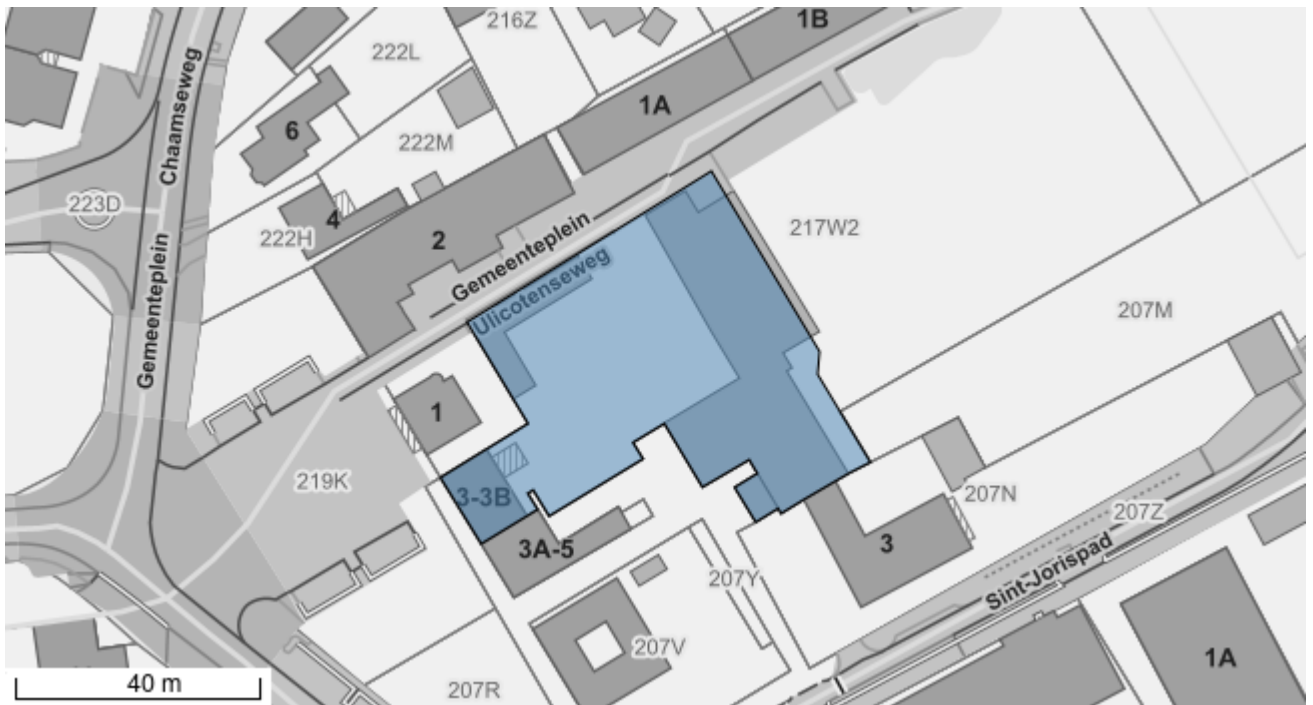 216Z
1B
222L
Chaamseweg
1A
6
222M
223D
4
222H
2
Gemeenteplein
217W2
Ulicotenseweg
207M
Gemeenteplein
1
219K
3-3B
207N
207Z
3A-5
3
207Y
Sint-Jorispad
207V
1A
207R
40 m